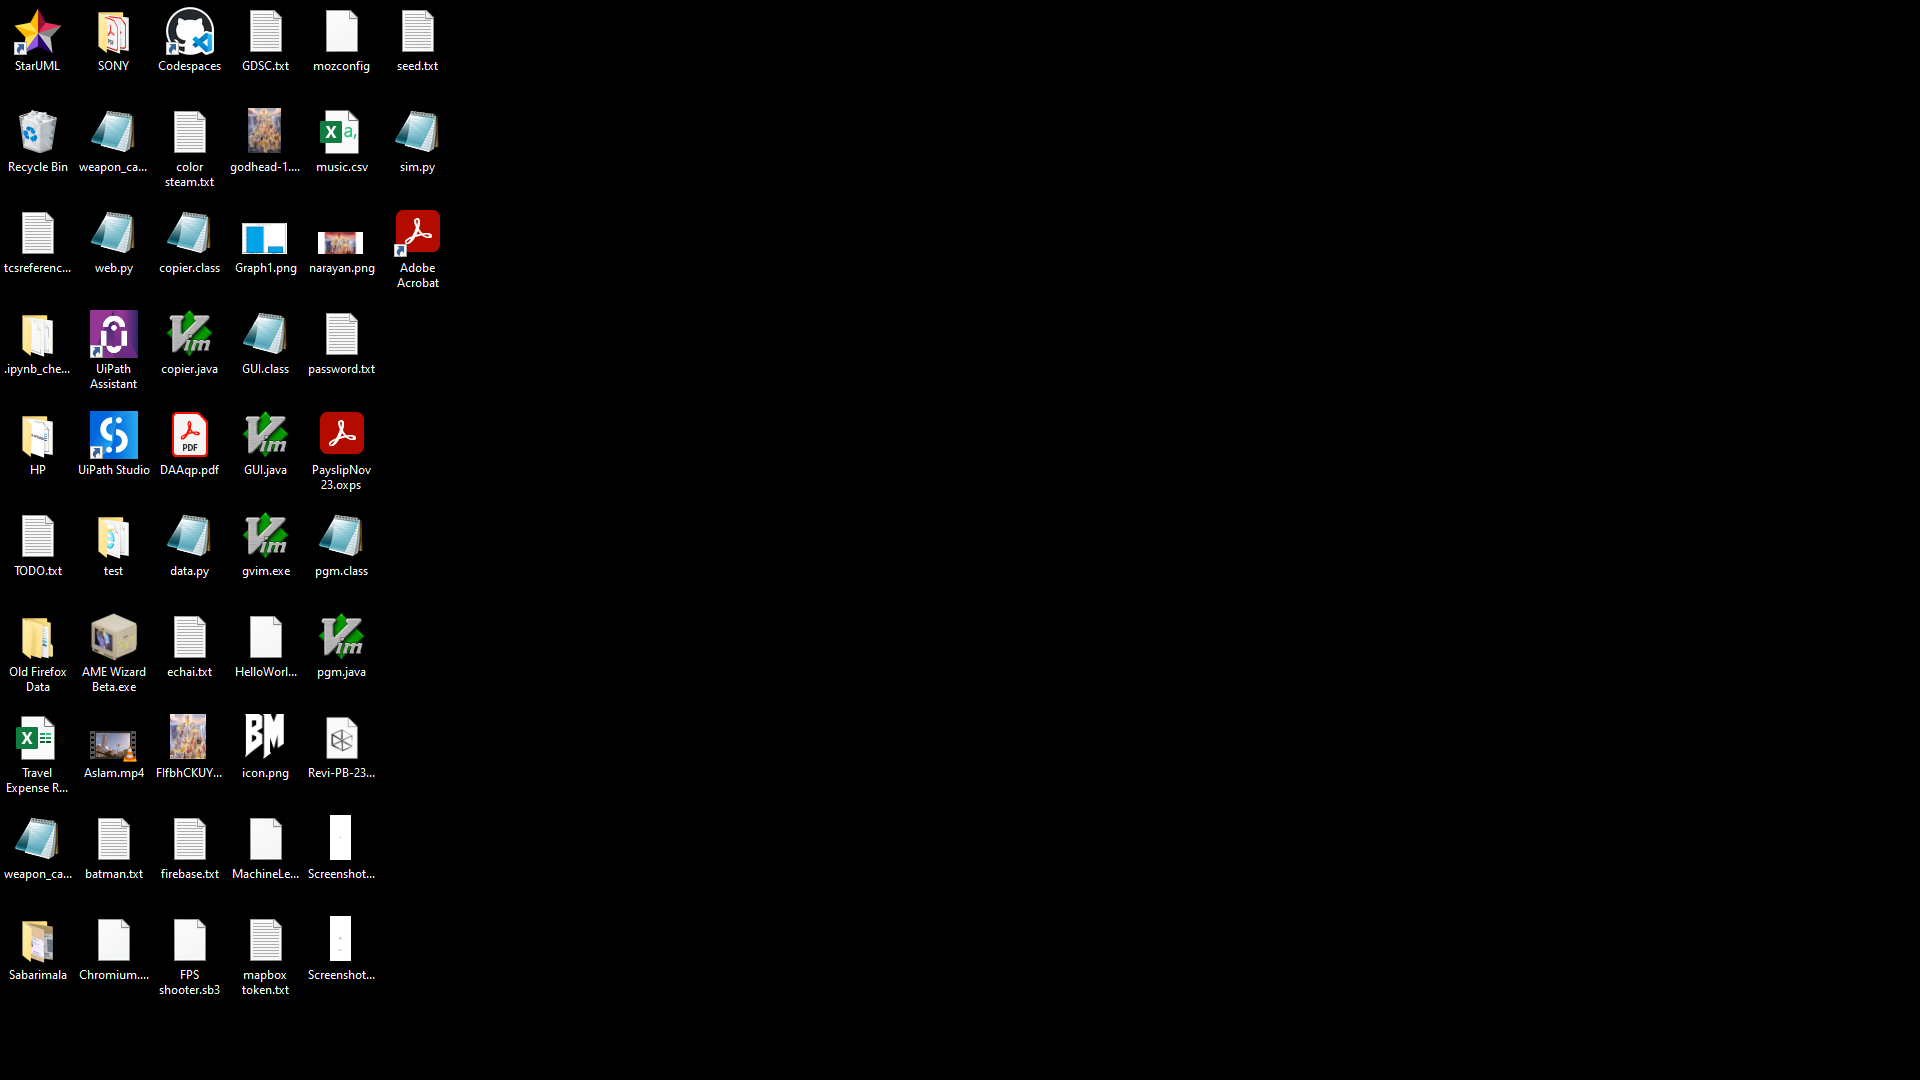 StarUML
SONY
Codespaces
GDSC.txt
mozconfig
seed.txt
Recycle Bin
weapon_ca...
color
steam.txt
godhead-1....
music.csv
sim.py
tcsreferenc...
web.py
copier.class
Graph1.png
narayan.png
Adobe
Acrobat
.ipynb_che...
UiPath
Assistant
copier.java
GUI.class
password.txt
HP
UiPath Studio
PDF
DAAqp.pdf
GUI.java
PayslipNov
23.oxps
TODO.txt
test
data.py
gvim.exe
pgm.class
Old Firefox
Data
AME Wizard
Beta.exe
echai.txt
HelloWorl...
pgm.java
Travel
Expense R...
Aslam.mp4
FlfbhCKUY...
BM
icon.png
Revi-PB-23...
weapon_ca...
batman.txt
firebase.txt
MachineLe...
Screenshot...
Sabarimala
Chromium....
FPS
shooter.sb3
mapbox
token.txt
Screenshot...